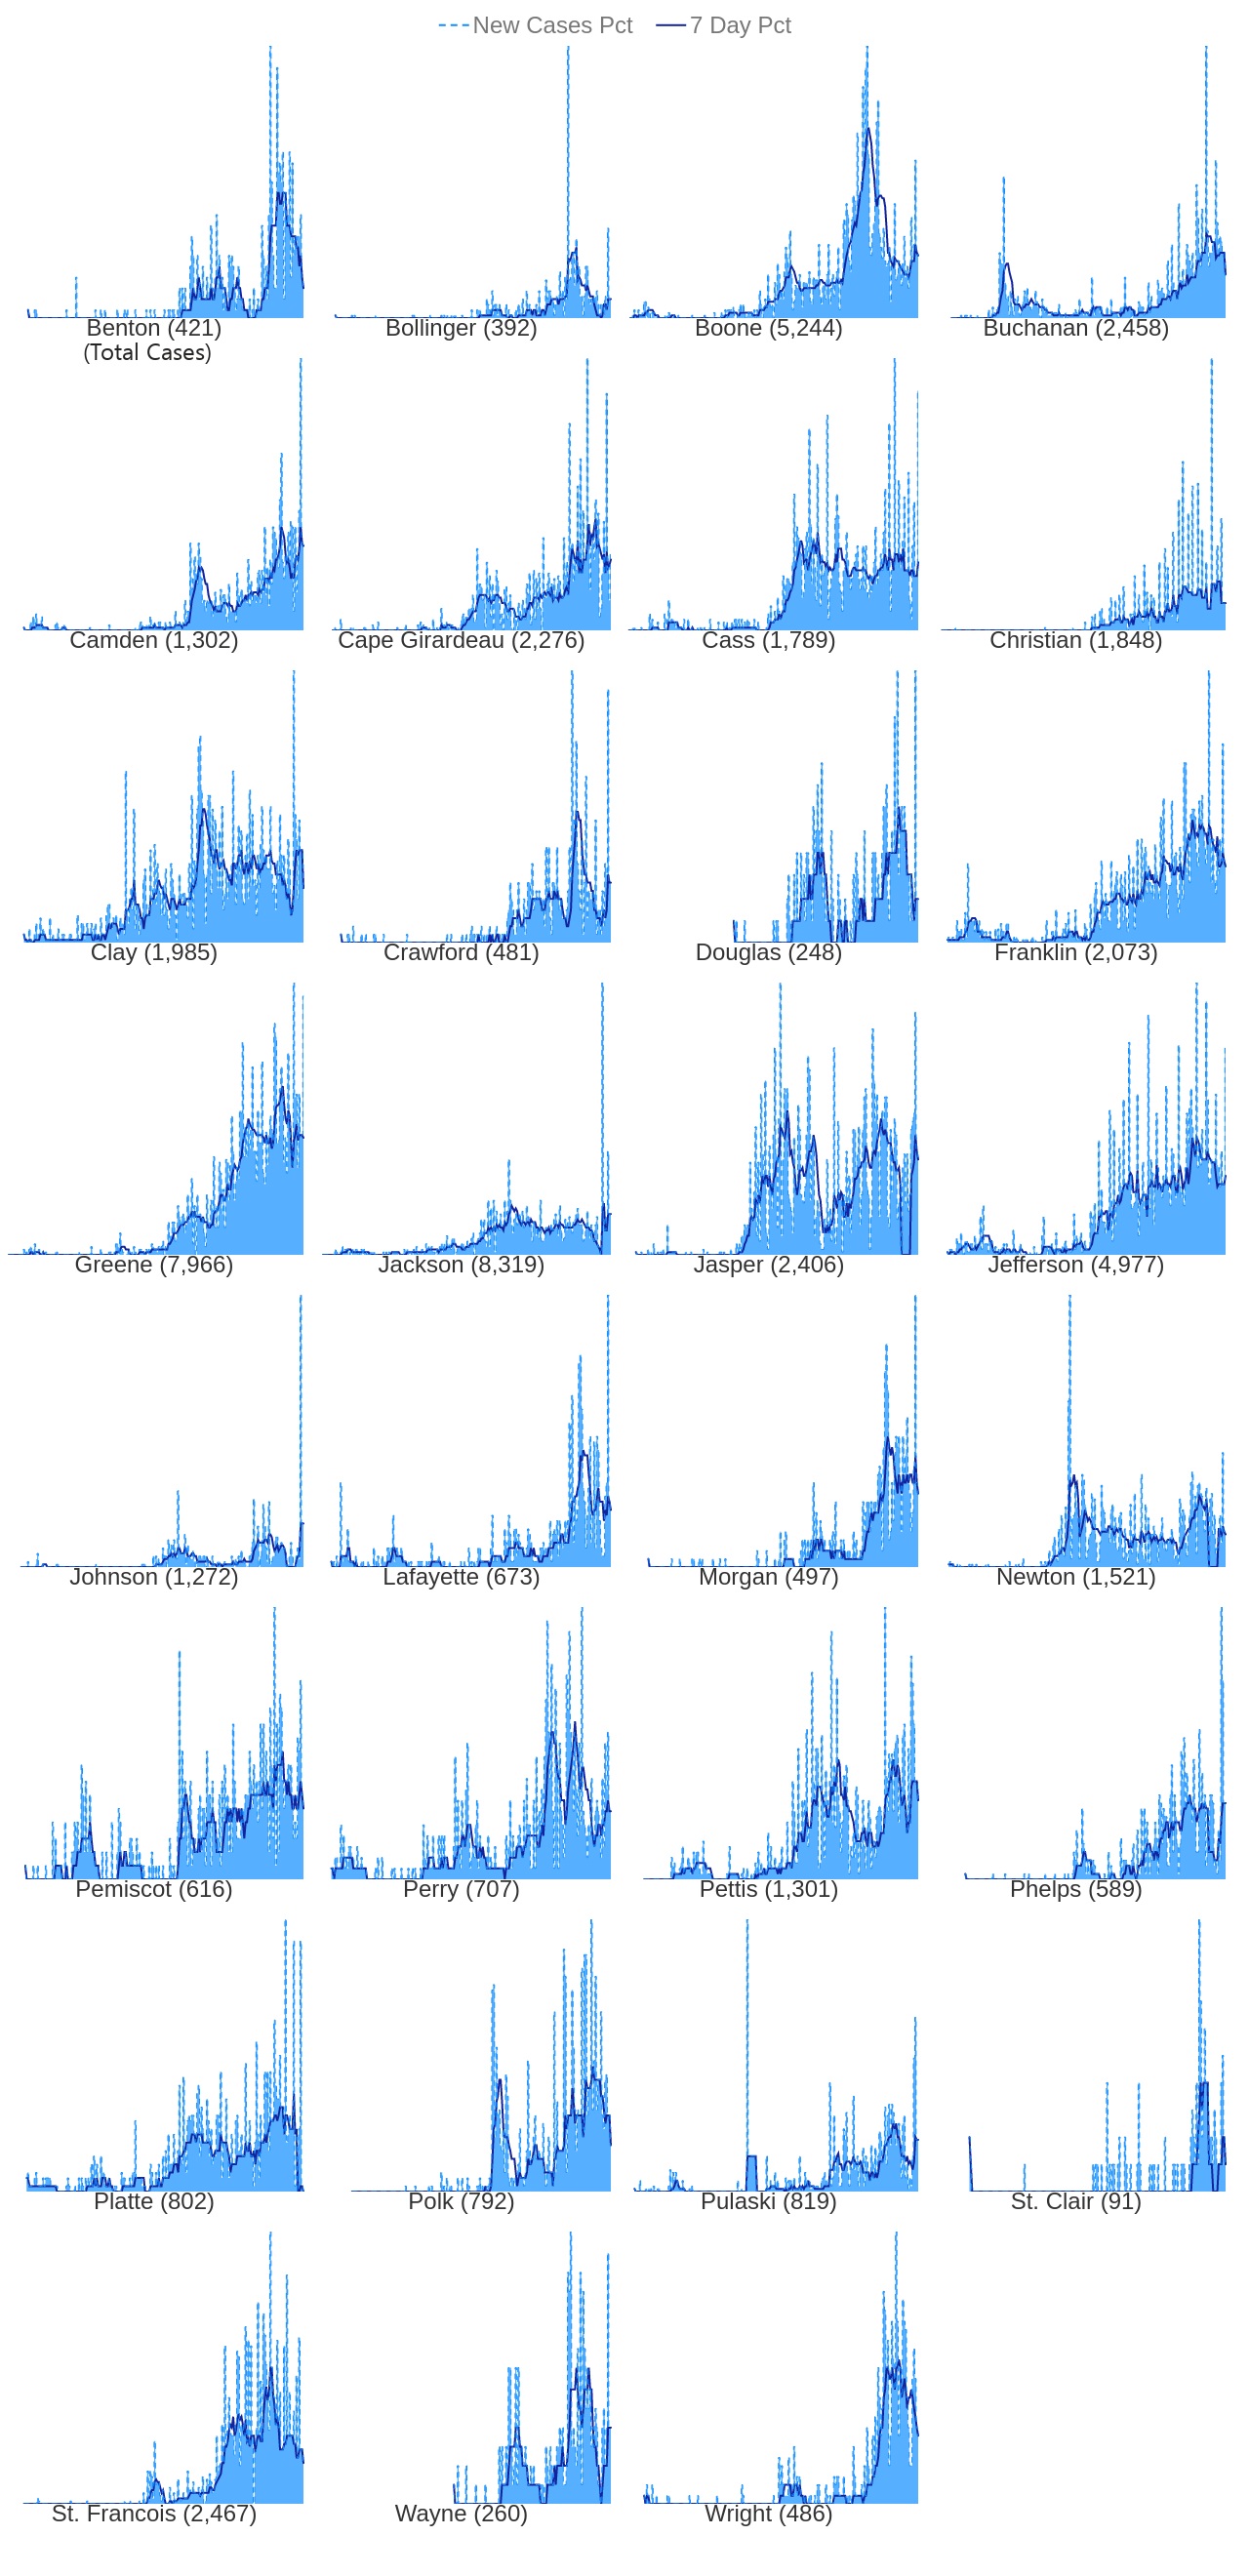 New Cases Pct 7 Day Pct
Benton (421) Bollinger (392) Boone (5,244) Buchanan (2,458)
(Total Cases)
Camden (1,302) Cape Girardeau (2,276) Cass (1,789) Christian (1,848)
Clay (1,985) Crawford (481) Douglas (248) Franklin (2,073)
Greene (7,966) Jackson (8,319) Jasper (2,406) Jefferson (4,977)
Johnson (1,272) Lafayette (673) Morgan (497) Newton (1,521)
Pemiscot (616) Perry (707) Pettis (1,301) Phelps (589)
Platte (802) Polk (792) Pulaski (819) St. Clair (91)
St. Francois (2,467) Wayne (260) Wright (486)